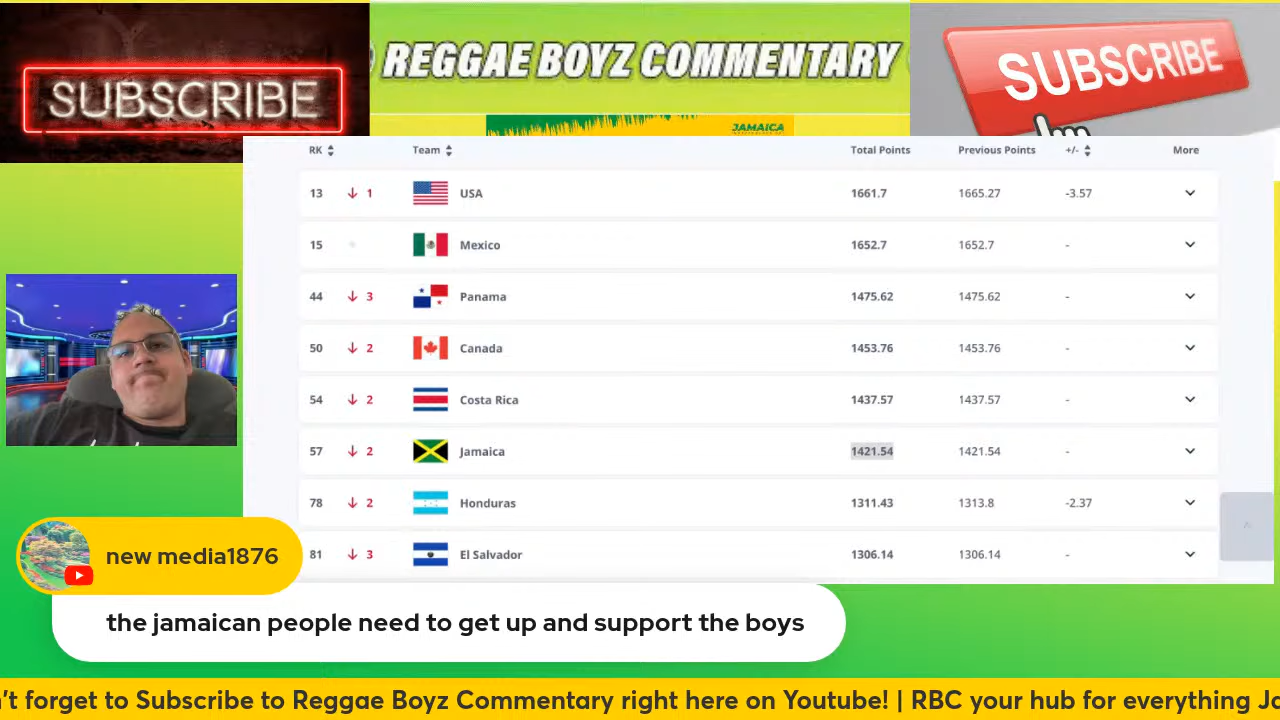 SUBSCRIBE
REGGAE BOYZ COMMENTARY
SUBSCRIBE
JAMAICA
RK Team Total Points Previous Points +/- More
13 1 USA 1661.7 1665.27 -3.57
15 Mexico 1652.7 1652.7 -
44 3 Panama 1475.62 1475.62 -
50 2 Canada 1453.76 1453.76 -
54 2 Costa Rica 1437.57 1437.57 -
57 2 Jamaica 1421.54 1421.54 -
78 2 Honduras 1311.43 1313.8 -2.37
81 3 El Salvador 1306.14 1306.14 -
new media1876
the jamaican people need to get up and support the boys
't forget to Subscribe to Reggae Boyz Commentary right here on Youtube! | RBC your hub for everything